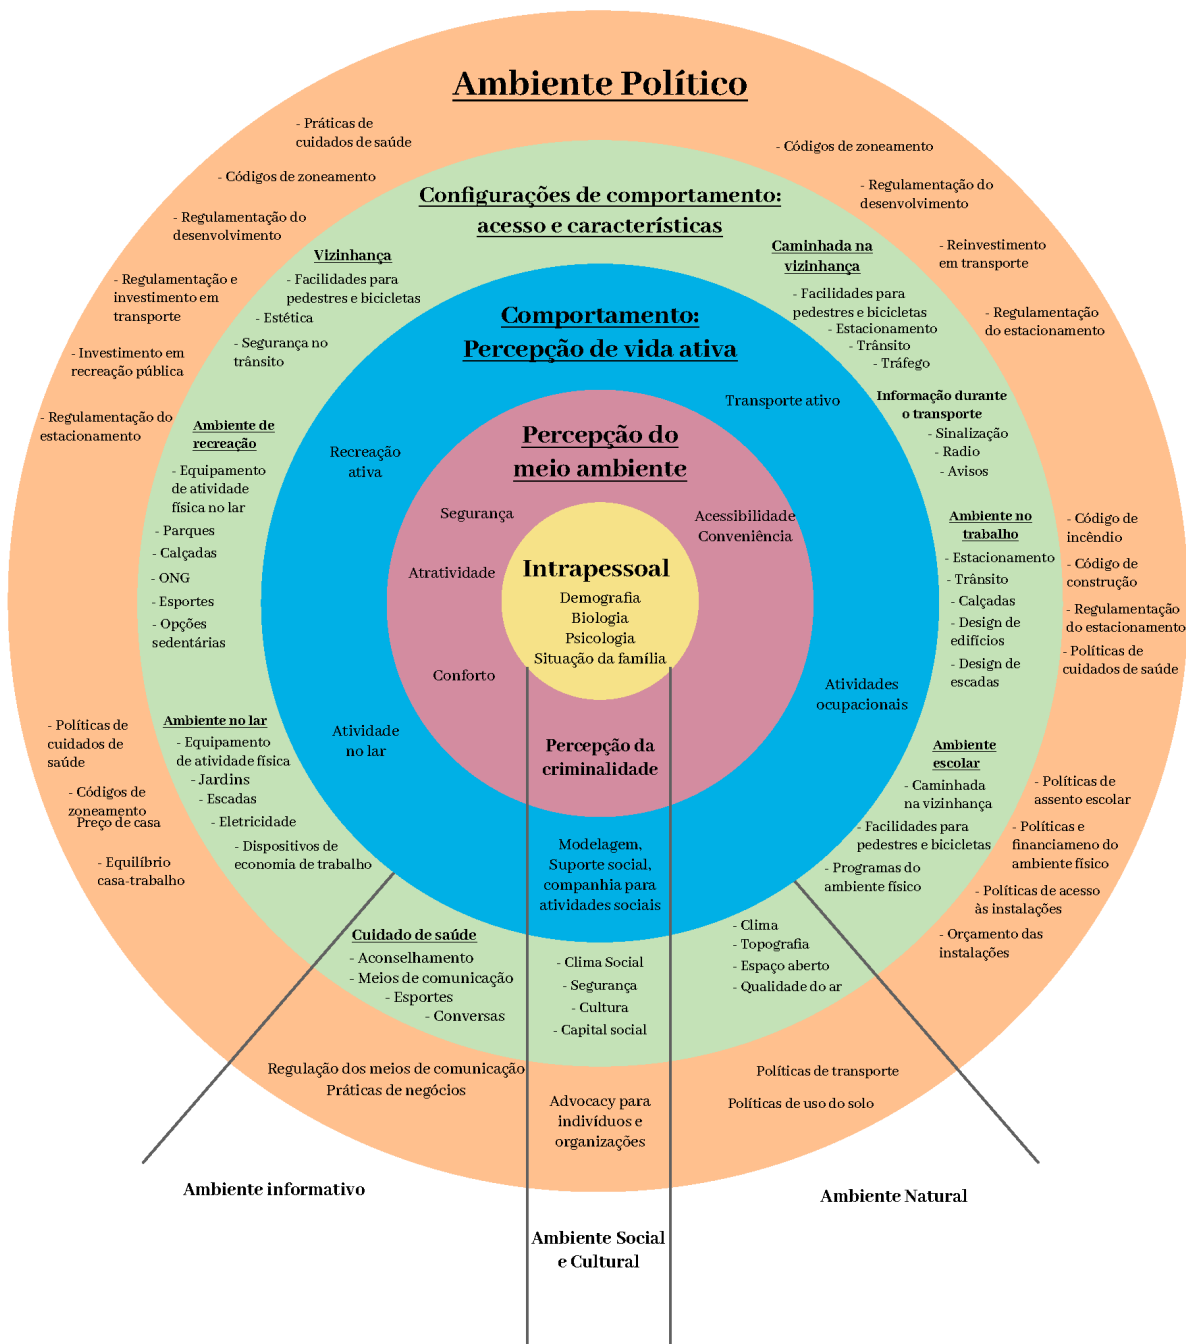 Ambiente Político
- Práticas de
cuidados de saúde
- Códigos de zoneamento
- Regulamentação do
desenvolvimento
- Regulamentação e
investimento em
transporte
- Investimento em
recreação pública
- Regulamentação do
estacionamento
- Códigos de zoneamento
- Regulamentação do
desenvolvimento
- Reinvestimento
em transporte
- Regulamentação
do estacionamento
Configurações de comportamento:
acesso e características
Vizinhança
- Facilidades para
pedestres e bicicletas
- Estética
- Segurança no
trânsito
Caminhada na
vizinhança
- Facilidades para
pedestres e bicicletas
- Estacionamento
- Trânsito
- Tráfego
Informação durante
o transporte
- Sinalização
- Radio
- Avisos
Comportamento:
Percepção de vida ativa
Transporte ativo
Recreação
ativa
Percepção do
meio ambiente
Segurança
Acessibilidade
Conveniência
Atratividade
Conforto
Intrapessoal
Demografia
Biologia
Psicologia
Situação da família
Percepção da
criminalidade
Ambiente de
recreação
- Equipamento
de atividade
física no lar
- Parques
- Calçadas
- ONG
- Esportes
- Opções
sedentárias
Ambiente no
trabalho
- Estacionamento
- Trânsito
- Calçadas
- Design de
edifícios
- Design de
escadas
- Código de
incêndio
- Código de
construção
- Regulamentação
do estacionamento
- Políticas de
cuidados de saúde
Atividade
no lar
Atividades
ocupacionais
- Políticas de
cuidados de
saúde
- Códigos de
zoneamento
Preço de casa
- Equilíbrio
casa-trabalho
Ambiente no lar
- Equipamento
de atividade física
- Jardins
- Escadas
- Eletricidade
- Dispositivos de
economia de trabalho
Ambiente
escolar
- Caminhada
na vizinhança
- Facilidades para
pedestres e bicicletas
- Programas do
ambiente físico
- Políticas de
assento escolar
- Políticas e
financiameno do
ambiente físico
- Políticas de acesso
às instalações
- Orçamento das
instalações
Modelagem,
Suporte social,
companhia para
atividades sociais
Cuidado de saúde
- Aconselhamento
- Meios de comunicação
- Esportes
- Conversas
- Clima Social
- Segurança
- Cultura
- Capital social
- Clima
- Topografia
- Espaço aberto
- Qualidade do ar
Regulação dos meios de comunicação
Práticas de negócios
Advocacy para
indivíduos e
organizações
Políticas de transporte
Políticas de uso do solo
Ambiente informativo
Ambiente Social
e Cultural
Ambiente Natural